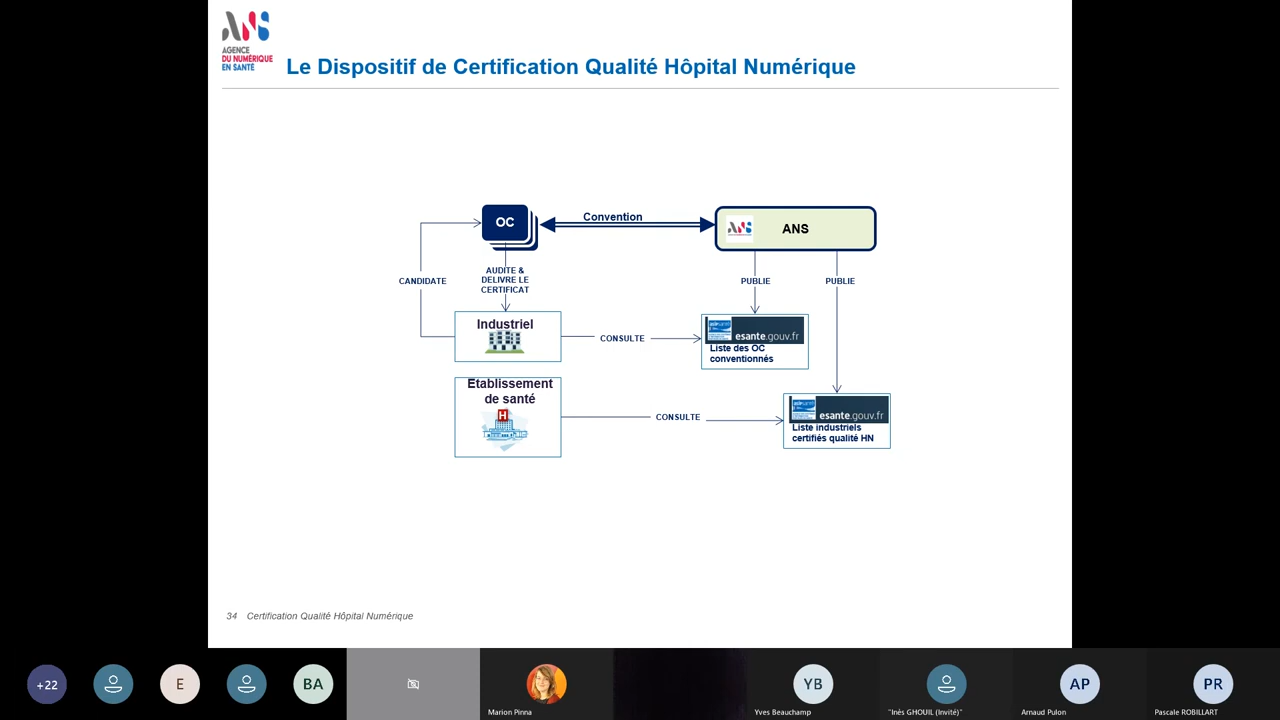 AGENCE
DU NUMÉRIQUE
EN SANTÉ
Le Dispositif de Certification Qualité Hôpital Numérique
OC
Convention
ANS
CANDIDATE
AUDITE &
DELIVRE LE
CERTIFICAT
PUBLIE
PUBLIE
Industriel
CONSULTE
esante.gouv.fr
Liste des OC
conventionnés
Etablissement
de santé
H
CONSULTE
esante.gouv.fr
Liste industriels
certifiés qualité HN
34 Certification Qualité Hôpital Numérique
+22
E
BA
Marion Pinna
YB
Yves Beauchamp
"Inès GHOUIL (Invité)"
AP
Arnaud Pulon
PR
Pascale ROBILLART